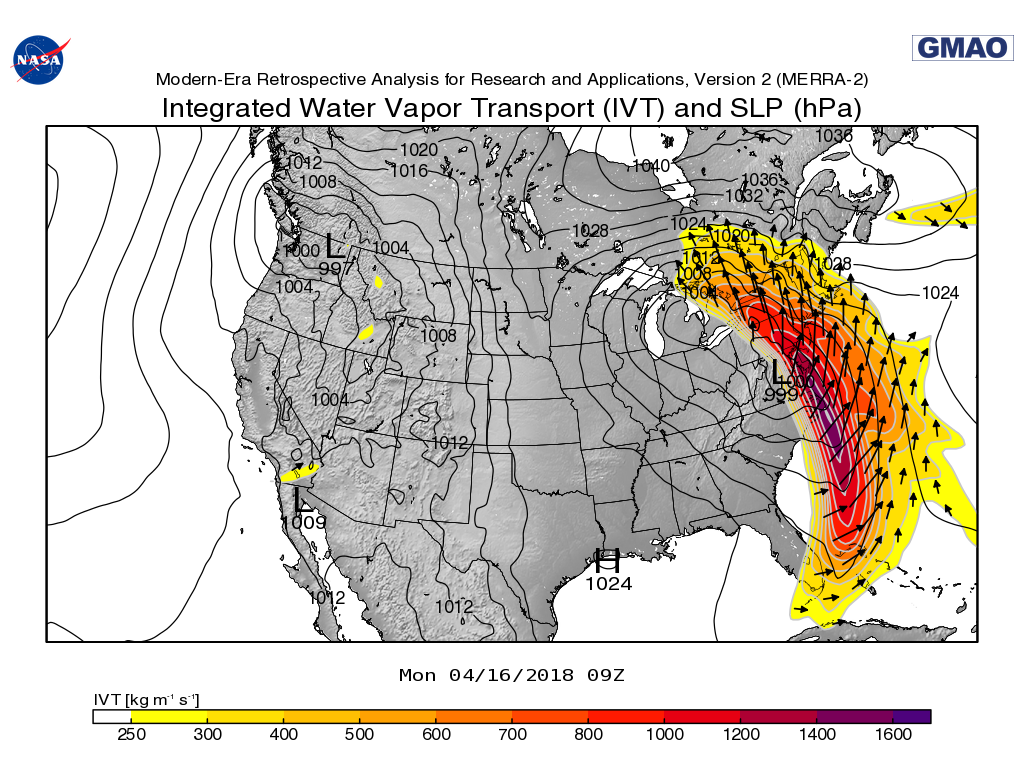 NASA
GMAO
Modern-Era Retrospective Analysis for Research and Applications, Version 2 (MERRA-2)
Integrated Water Vapor Transport (IVT) and SLP (hPa)
1036
1020
1012
1016
1040
1008
1036
1032
1024
1028
1020
1000
L
997
1004
1012
1028
1008
1004
1004
1024
1008
L
1000
999
1004
1012
L
1009
H
1024
1012
1012
Mon 04/16/2018 09Z
IVT [kg m⁻¹ s⁻¹]
250 300 400 500 600 700 800 1000 1200 1400 1600